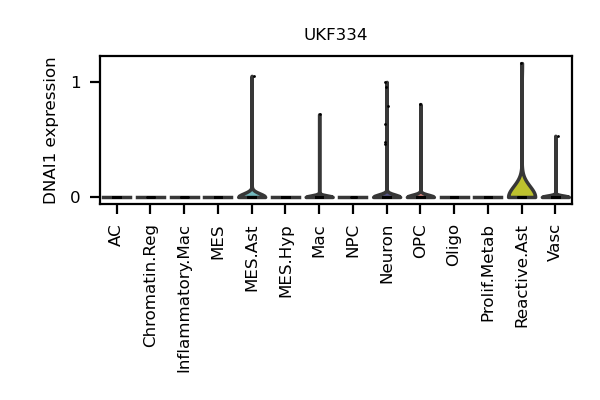 UKF334
DNAI1 expression
1
0
AC
Chromatin.Reg
Inflammatory.Mac
MES
MES.Ast
MES.Hyp
Mac
NPC
Neuron
OPC
Oligo
Prolif.Metab
Reactive.Ast
Vasc